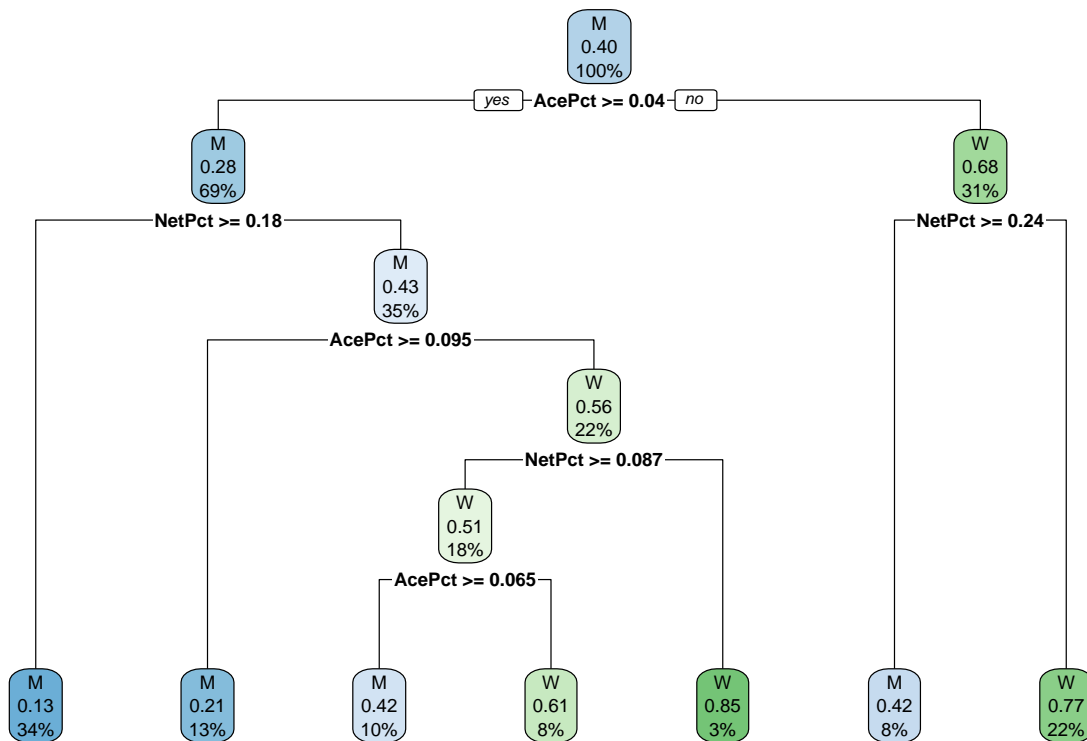 M
0.40
100%
yes AcePct >= 0.04 no
M
0.28
69%
W
0.68
31%
NetPct >= 0.18
NetPct >= 0.24
M
0.43
35%
AcePct >= 0.095
W
0.56
22%
NetPct >= 0.087
W
0.51
18%
AcePct >= 0.065
M
0.13
34%
M
0.21
13%
M
0.42
10%
W
0.61
8%
W
0.85
3%
M
0.42
8%
W
0.77
22%